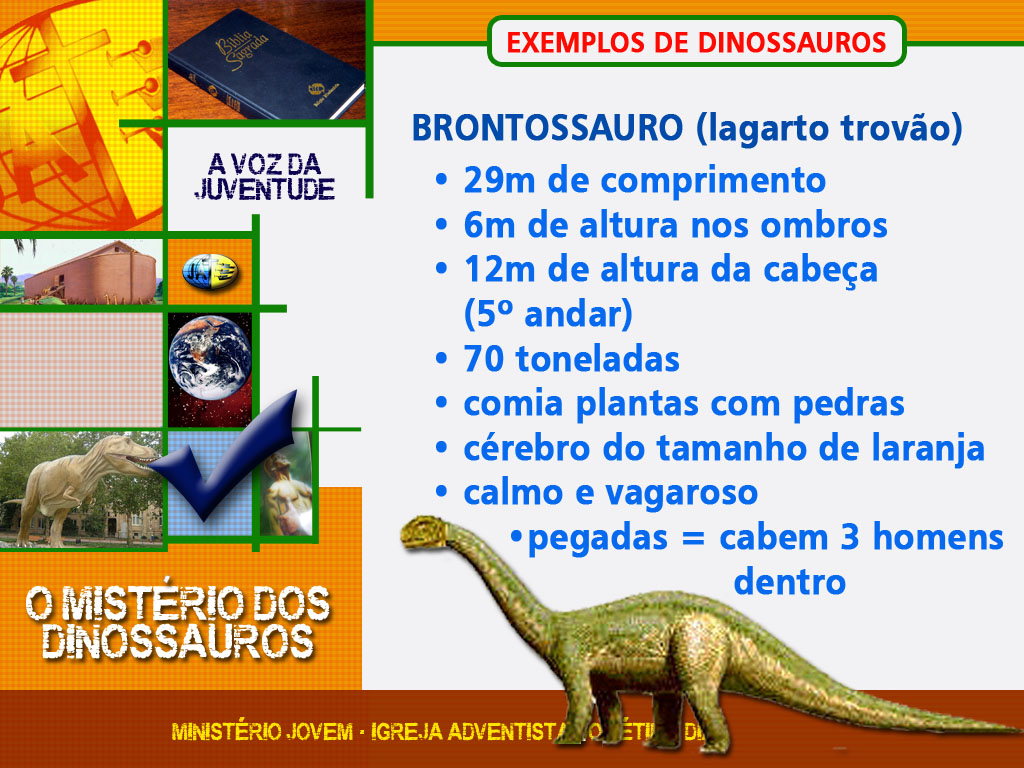 Bíblia
Sagrada
EXEMPLOS DE DINOSSAUROS
A VOZ DA
JUVENTUDE
BRONTOSSAURO (lagarto trovão)
• 29m de comprimento
• 6m de altura nos ombros
• 12m de altura da cabeça
(5º andar)
• 70 toneladas
• comia plantas com pedras
• cérebro do tamanho de laranja
• calmo e vagaroso
•pegadas = cabem 3 homens
dentro
O MISTÉRIO DOS
DINOSSAUROS
MINISTÉRIO JOVEM - IGREJA ADVENTISTA